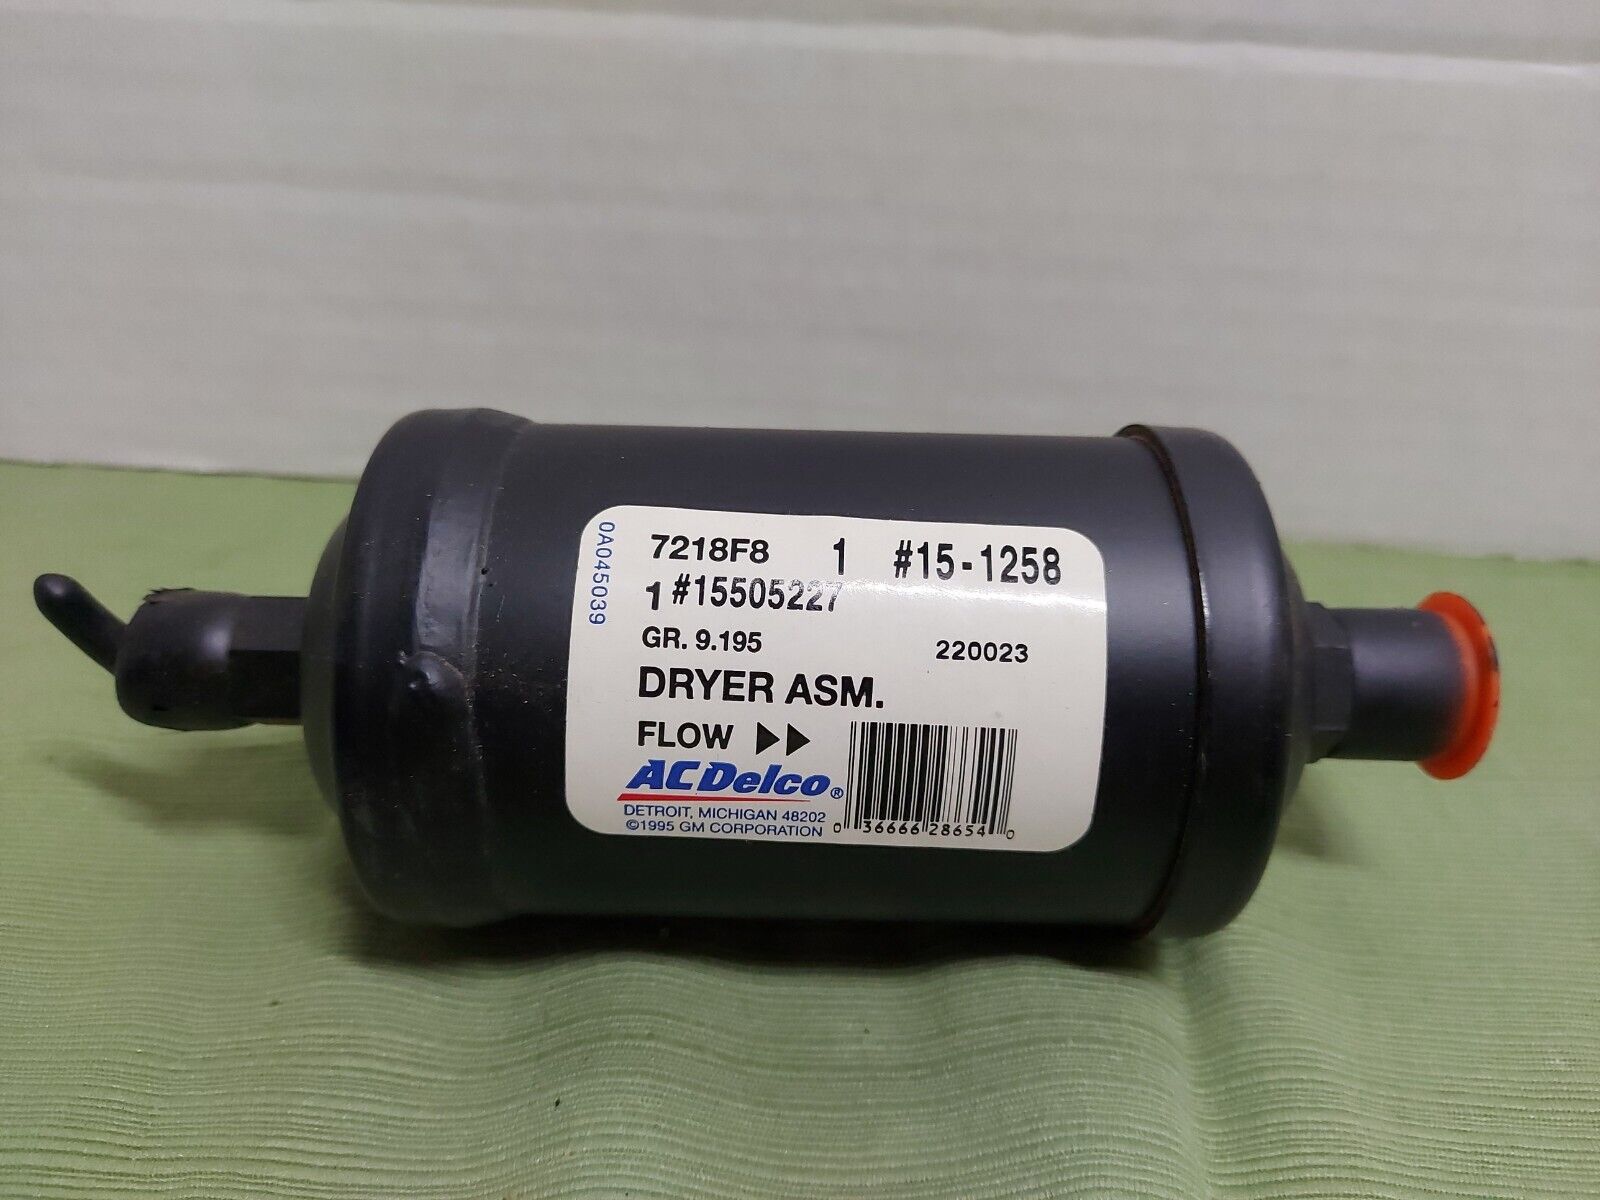 0A045039
7218F8 1 #15-1258
1 #15505227
GR. 9.195 220023
DRYER ASM.
FLOW ▶▶
ACDelco®
DETROIT, MICHIGAN 48202
©1995 GM CORPORATION
0 36666 28654 0